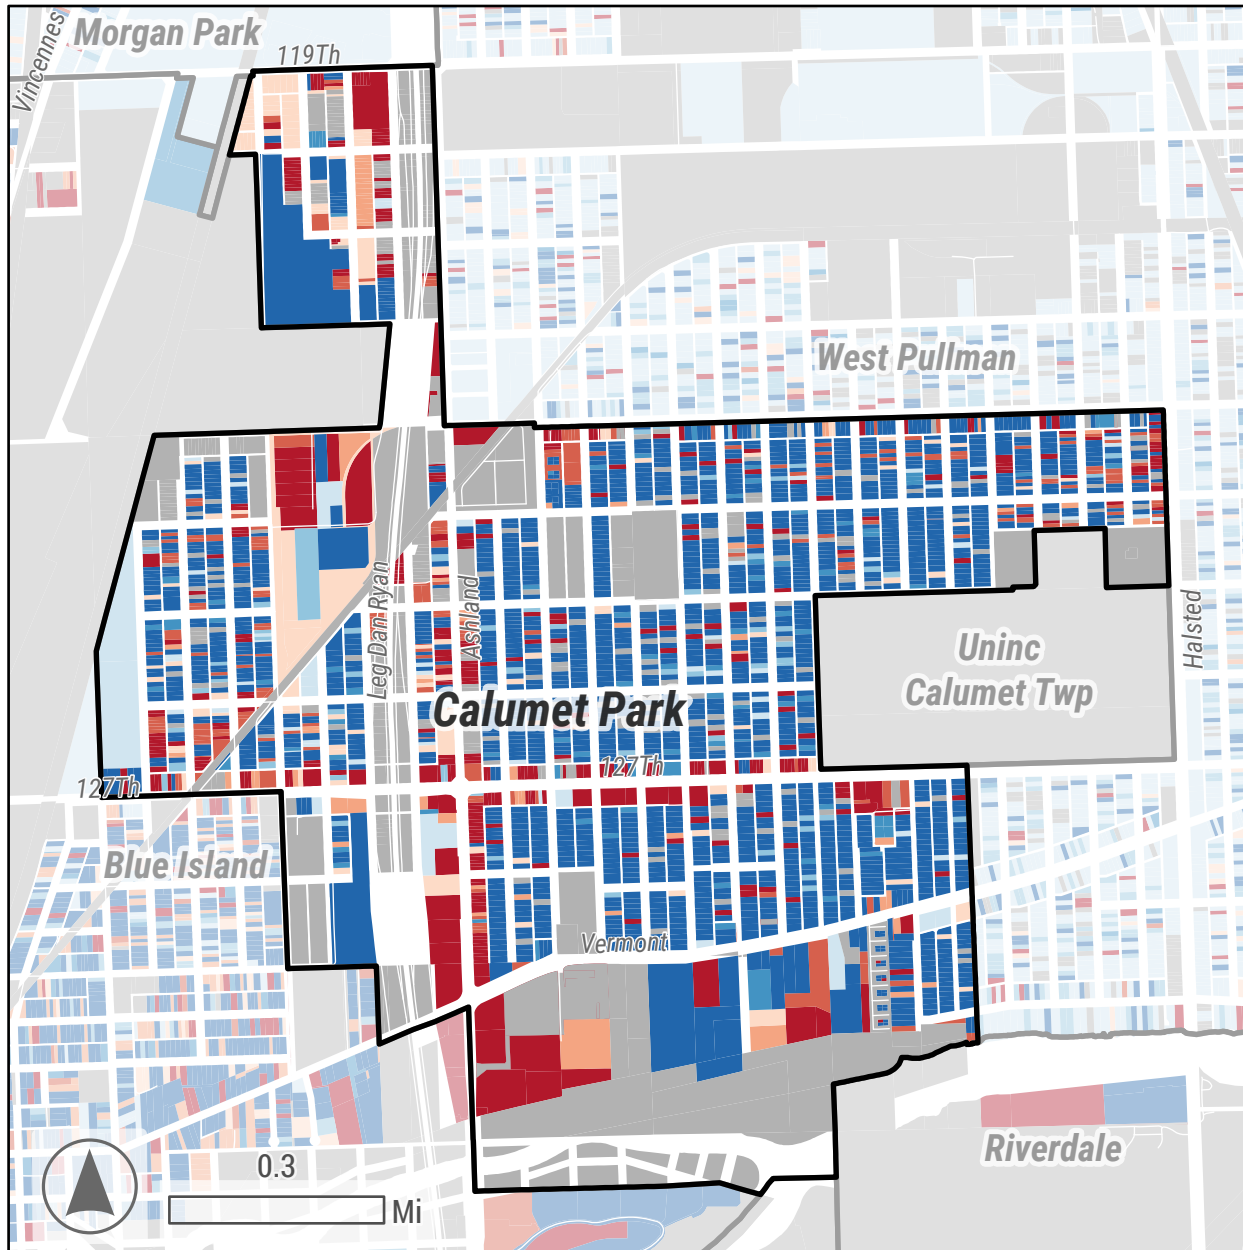 Morgan Park
119Th
Vincennes
West Pullman
Leg Dan Ryan
Ashland
Halsted
Uninc
Calumet Twp
Calumet Park
127Th
127Th
Blue Island
Vermont
Riverdale
0.3
Mi